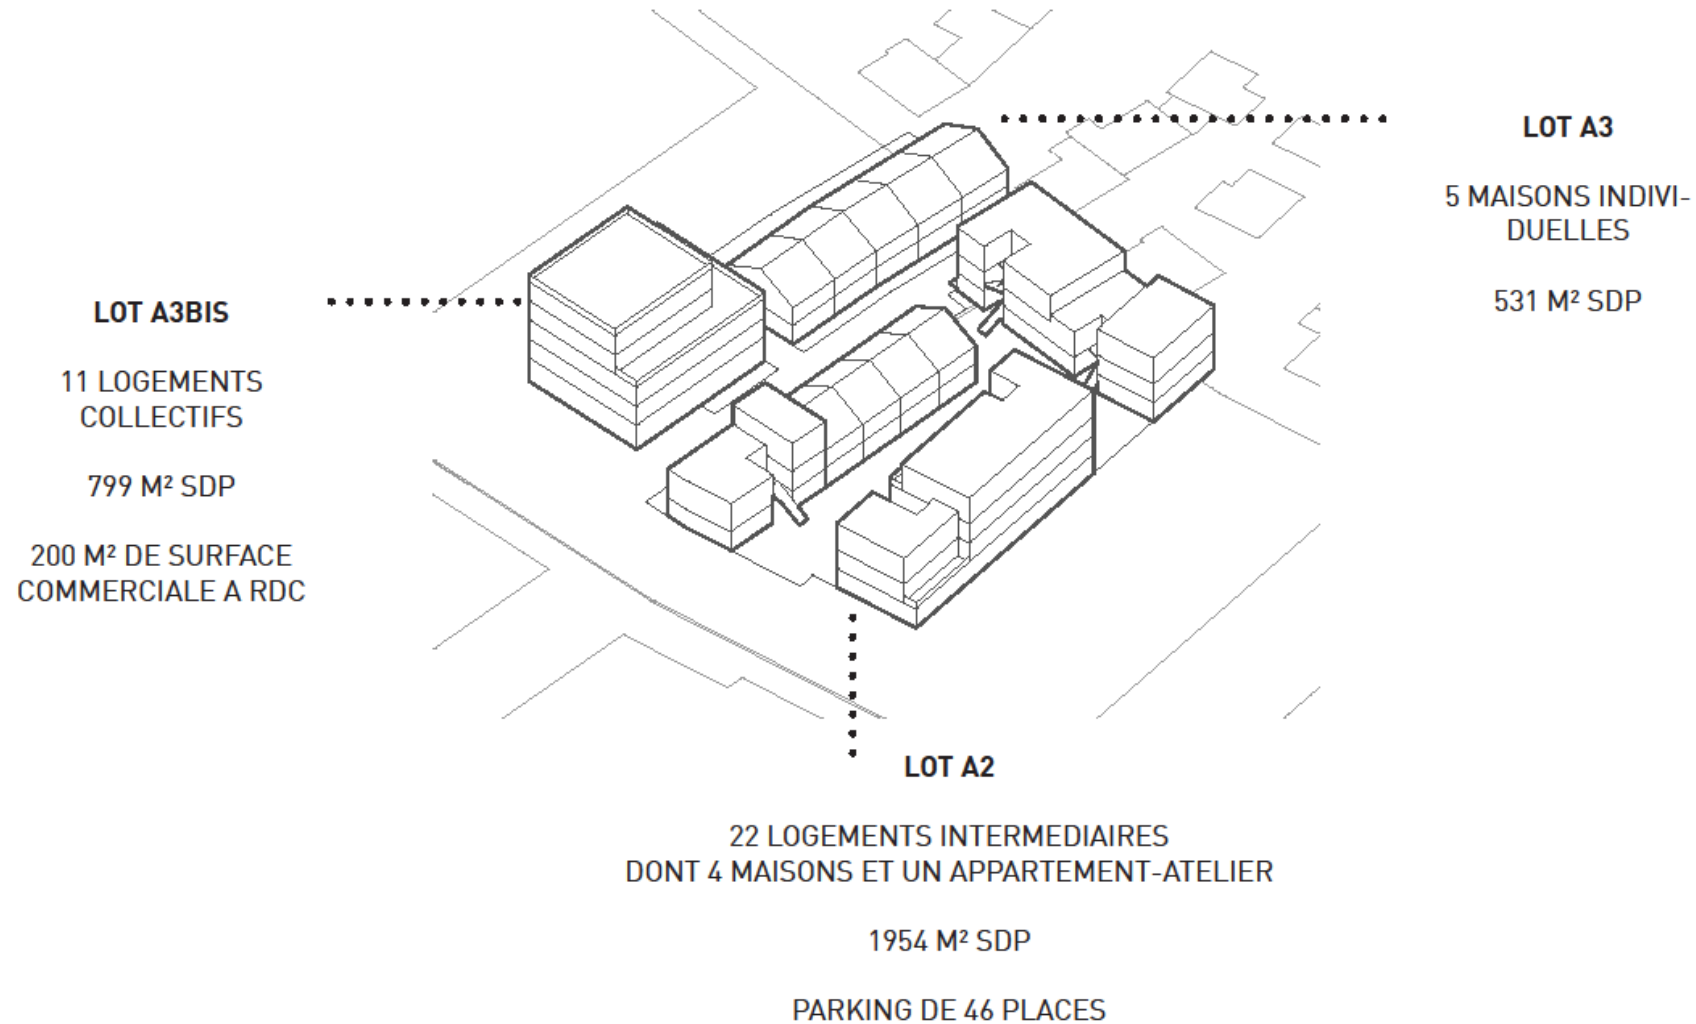 LOT A3
5 MAISONS INDIVI-
DUELLES
531 M² SDP
LOT A3BIS
11 LOGEMENTS
COLLECTIFS
799 M² SDP
200 M² DE SURFACE
COMMERCIALE A RDC
LOT A2
22 LOGEMENTS INTERMEDIAIRES
DONT 4 MAISONS ET UN APPARTEMENT-ATELIER
1954 M² SDP
PARKING DE 46 PLACES